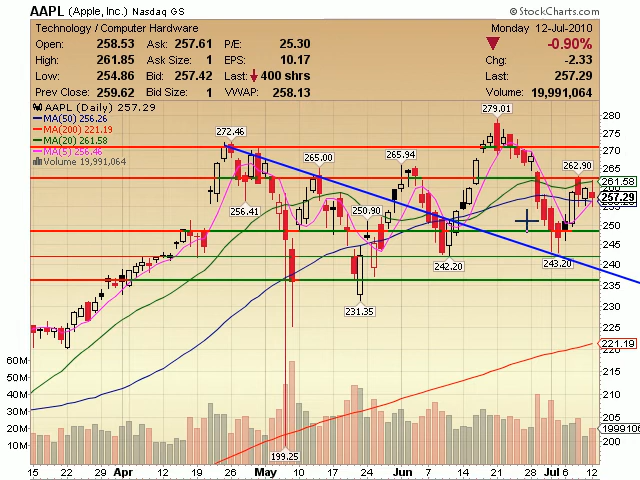 AAPL (Apple, Inc.) Nasdaq GS © StockCharts.com
Technology / Computer Hardware Monday 12-Jul-2010
Open: 258.53 Ask: 257.61 P/E: 25.30 -0.90%
High: 261.85 Ask Size: 1 EPS: 10.17 Chg: -2.33
Low: 254.86 Bid: 257.42 Last: 400 shrs Last: 257.29
Prev Close: 259.62 Bid Size: 1 VWAP: 258.13 Volume: 19,991,064
AAPL (Daily) 257.29
MA(50) 256.26
MA(200) 221.19
MA(20) 261.58
MA(5) 256.46
Volume 19,991,064
279.01
272.46
265.00
265.94
262.90
256.41
250.90
242.20
243.20
231.35
199.25
280
275
270
265
261.58
257.29
250
245
240
235
230
225
221.19
215
210
205
200
1999106
60M
50M
40M
30M
20M
10M
15 22 29 Apr 12 19 26 May 10 17 24 Jun 7 14 21 28 Jul 6 12